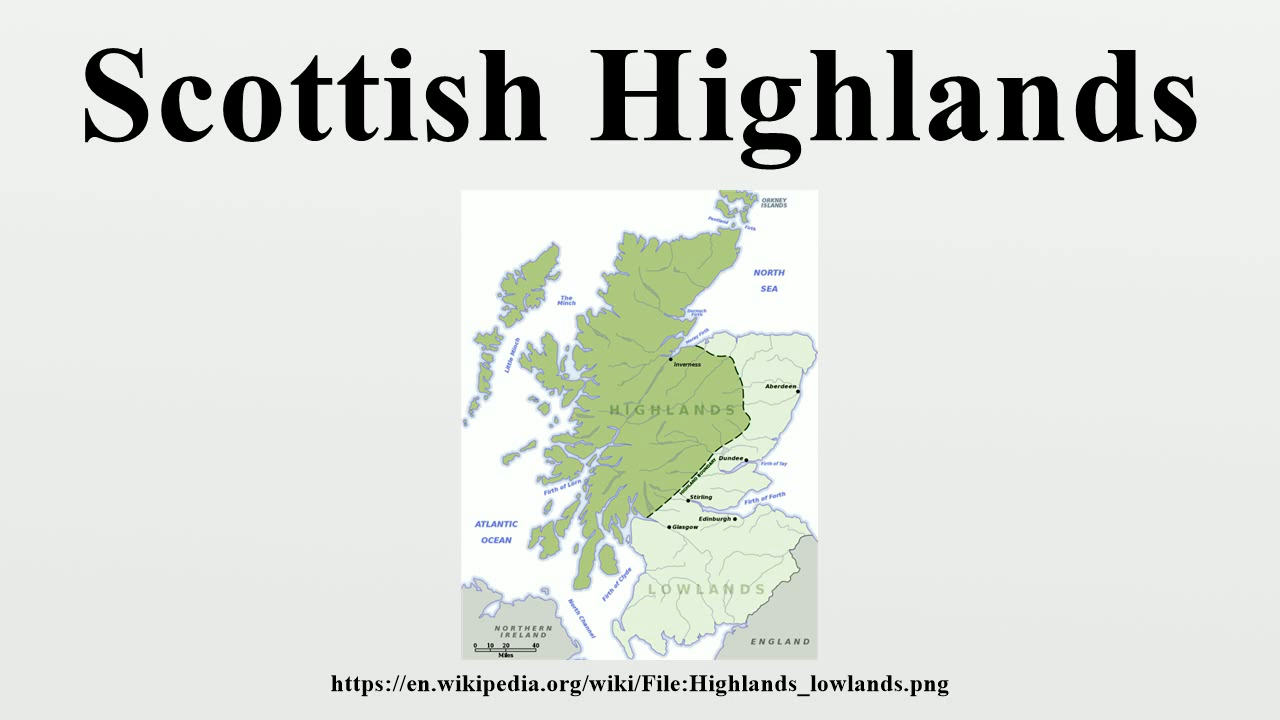 Scottish Highlands
ORKNEY
ISLANDS
Pentland
Firth
NORTH
SEA
The
Minch
Dornoch
Firth
Moray Firth
Little Minch
Inverness
Aberdeen
HIGHLANDS
Dundee
Firth of Tay
HIGHLAND BOUNDARY
Firth of Lorn
Stirling
Firth of Forth
Edinburgh
Glasgow
ATLANTIC
OCEAN
Firth of Clyde
LOWLANDS
North Channel
NORTHERN
IRELAND
ENGLAND
0 10 20 40
Miles
https://en.wikipedia.org/wiki/File:Highlands_lowlands.png